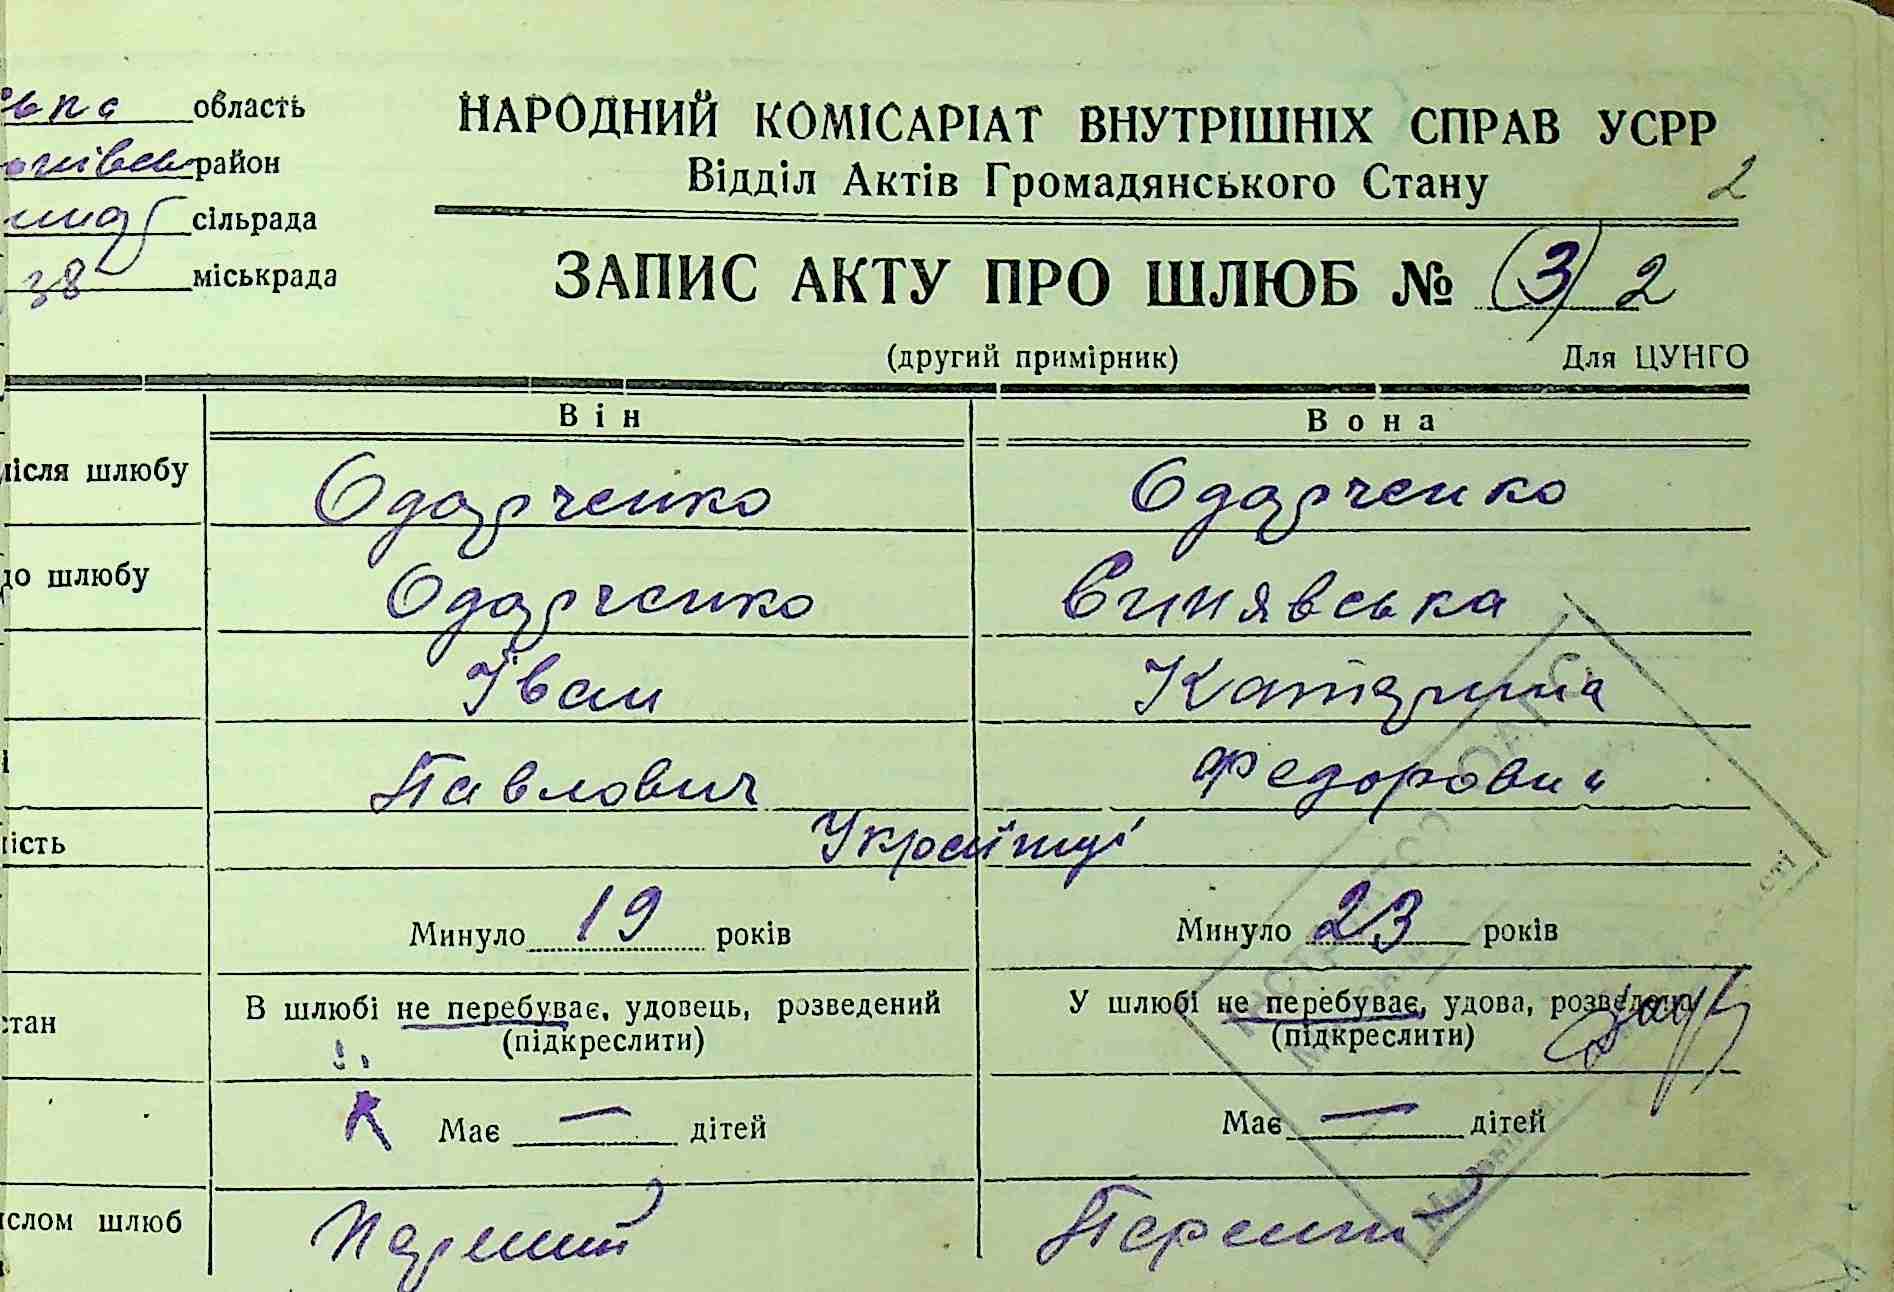 ська область
район
сільрада
38 міськрада
НАРОДНИЙ КОМІСАРІАТ ВНУТРІШНІХ СПРАВ УСРР
Відділ Актів Громадянського Стану 2
ЗАПИС АКТУ ПРО ШЛЮБ № (3) 2
(другий примірник) Для ЦУНГО
Він Вона
після шлюбу Одарченко Одарченко
до шлюбу Одарченко Синявська
Іван Катерина
і Павлович Федоровн
ність Українці
Минуло 19 років Минуло 23 років
стан В шлюбі не перебуває, удовець, розведений У шлюбі не перебуває, удова, розведена
(підкреслити) (підкреслити)
Має — дітей Має — дітей
ислом шлюб Перший Перший